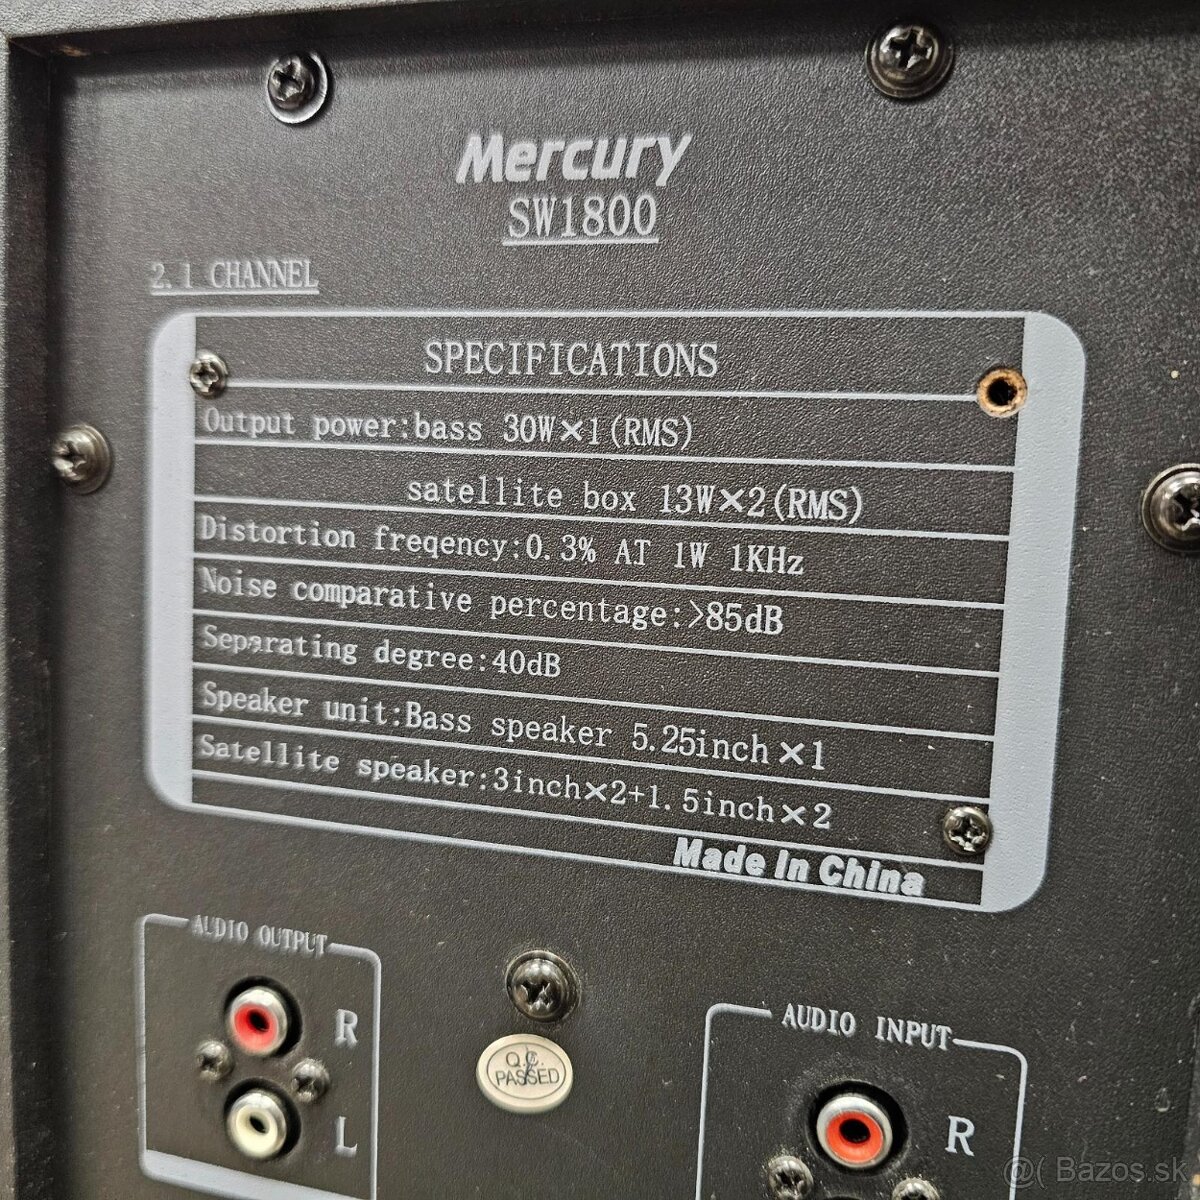 Mercury
SW1800
2.1 CHANNEL
SPECIFICATIONS
Output power:bass 30W×1(RMS)
satellite box 13W×2(RMS)
Distortion freqency:0.3% AT 1W 1KHz
Noise comparative percentage:>85dB
Separating degree:40dB
Speaker unit:Bass speaker 5.25inch×1
Satellite speaker:3inch×2+1.5inch×2
Made In China
AUDIO OUTPUT
R
L
Q.C.
PASSED
AUDIO INPUT
R
@( Bazos.sk